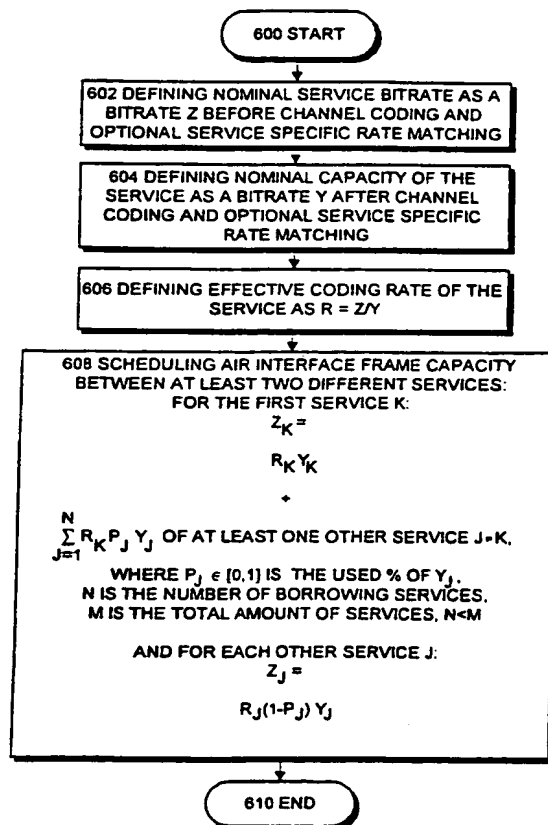 600 START
602 DEFINING NOMINAL SERVICE BITRATE AS A
BITRATE Z BEFORE CHANNEL CODING AND
OPTIONAL SERVICE SPECIFIC RATE MATCHING
604 DEFINING NOMINAL CAPACITY OF THE
SERVICE AS A BITRATE Y AFTER CHANNEL
CODING AND OPTIONAL SERVICE SPECIFIC
RATE MATCHING
606 DEFINING EFFECTIVE CODING RATE OF THE
SERVICE AS R = Z/Y
608 SCHEDULING AIR INTERFACE FRAME CAPACITY
BETWEEN AT LEAST TWO DIFFERENT SERVICES:
FOR THE FIRST SERVICE K:
Z_K =
R_K Y_K
+
N
∑ R_K P_J Y_J OF AT LEAST ONE OTHER SERVICE J≠K,
J=1
WHERE P_J ∈ [0,1] IS THE USED % OF Y_J,
N IS THE NUMBER OF BORROWING SERVICES,
M IS THE TOTAL AMOUNT OF SERVICES, N<M
AND FOR EACH OTHER SERVICE J:
Z_J =
R_J(1-P_J) Y_J
610 END